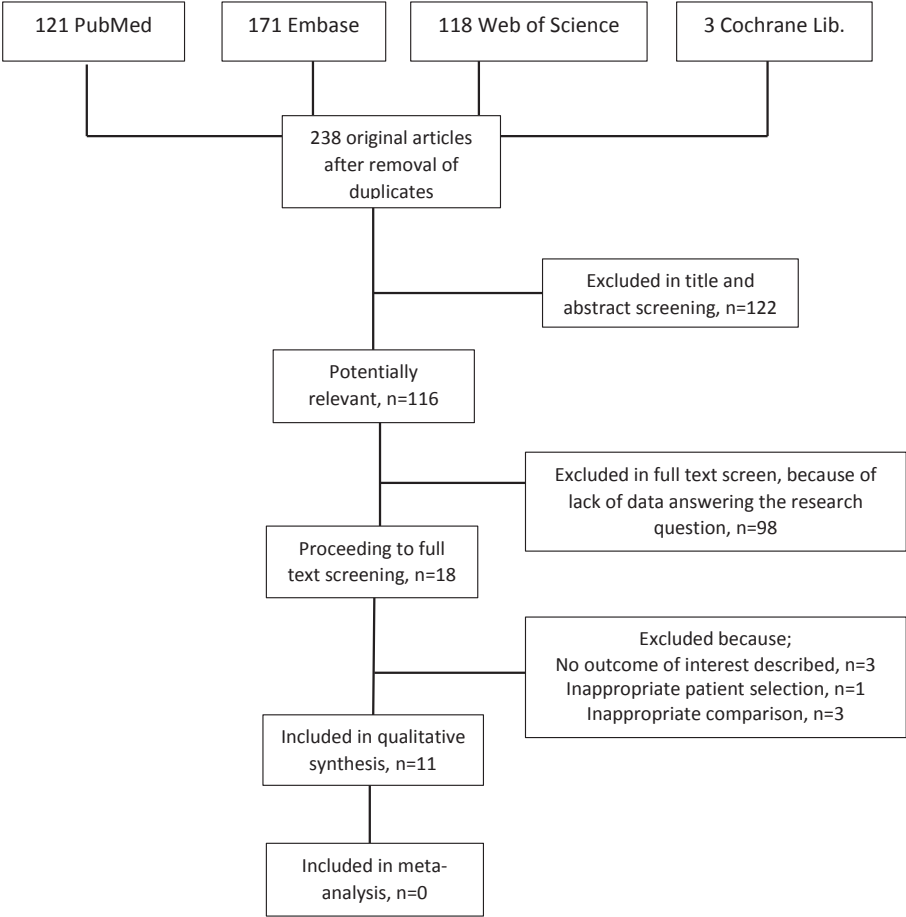 121 PubMed
171 Embase
118 Web of Science
3 Cochrane Lib.
238 original articles
after removal of
duplicates
Excluded in title and
abstract screening, n=122
Potentially
relevant, n=116
Excluded in full text screen, because of
lack of data answering the research
question, n=98
Proceeding to full
text screening, n=18
Excluded because;
No outcome of interest described, n=3
Inappropriate patient selection, n=1
Inappropriate comparison, n=3
Included in qualitative
synthesis, n=11
Included in meta-
analysis, n=0